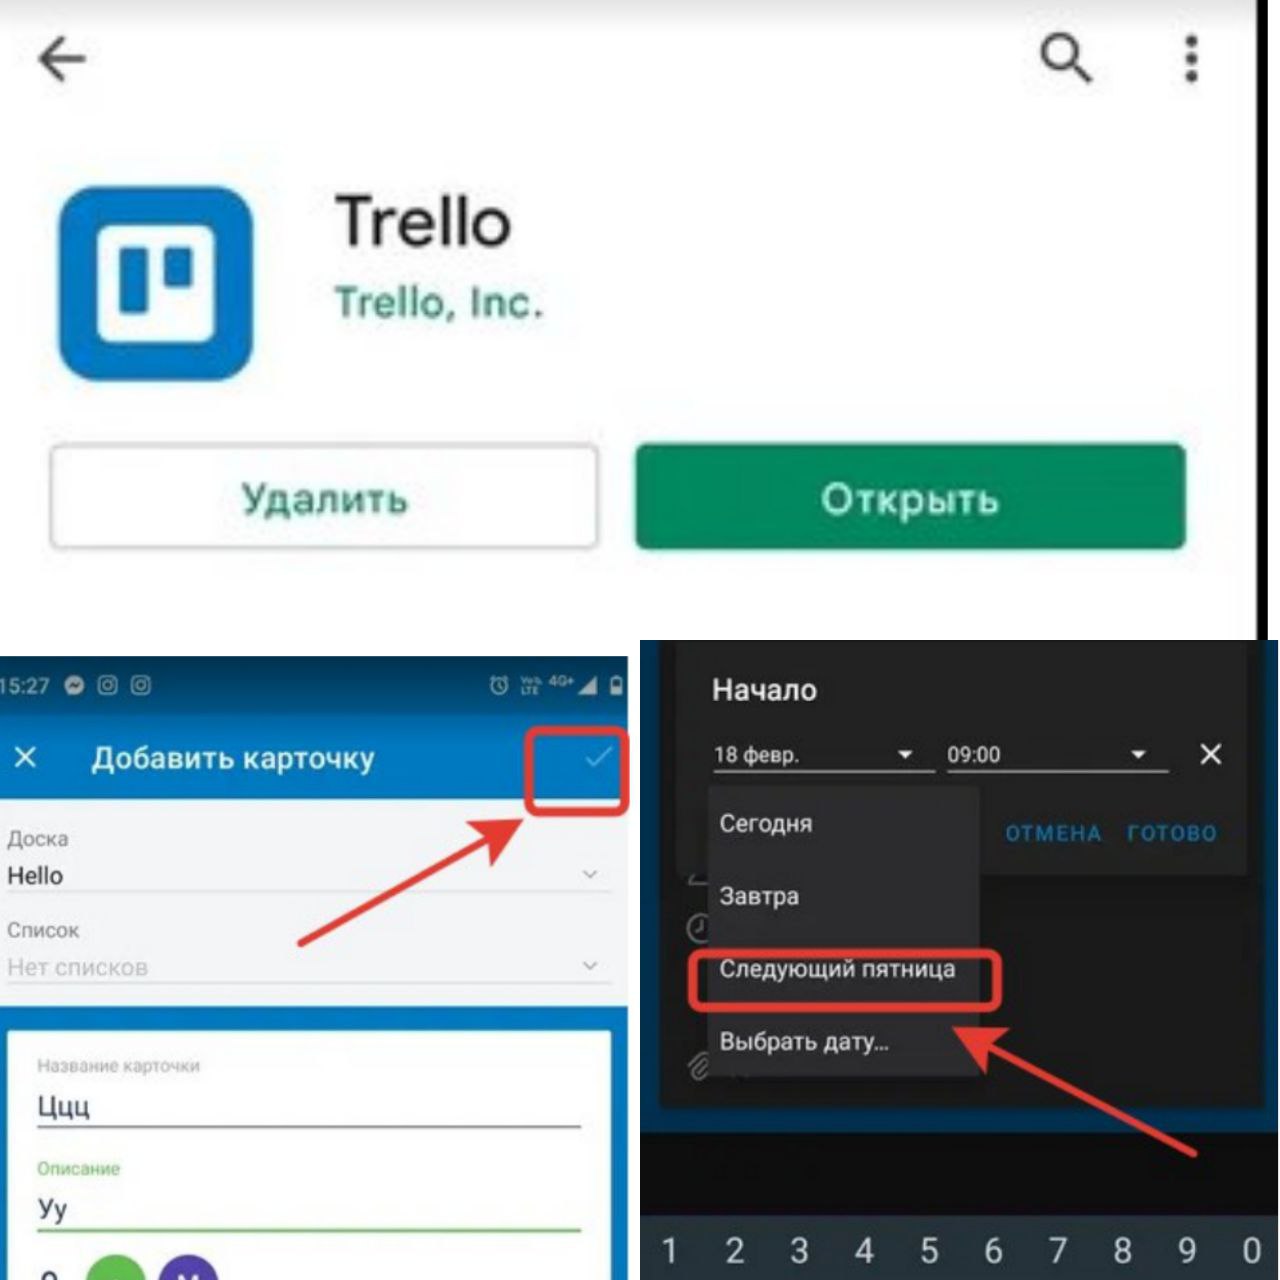 Trello
Trello, Inc.
Удалить
Открыть
15:27
4G+
Добавить карточку
Доска
Hello
Список
Нет списков
Название карточки
Ццц
Описание
Уу
Начало
18 февр.
09:00
Сегодня
ОТМЕНА ГОТОВО
Завтра
Следующий пятница
Выбрать дату...
1 2 3 4 5 6 7 8 9 0